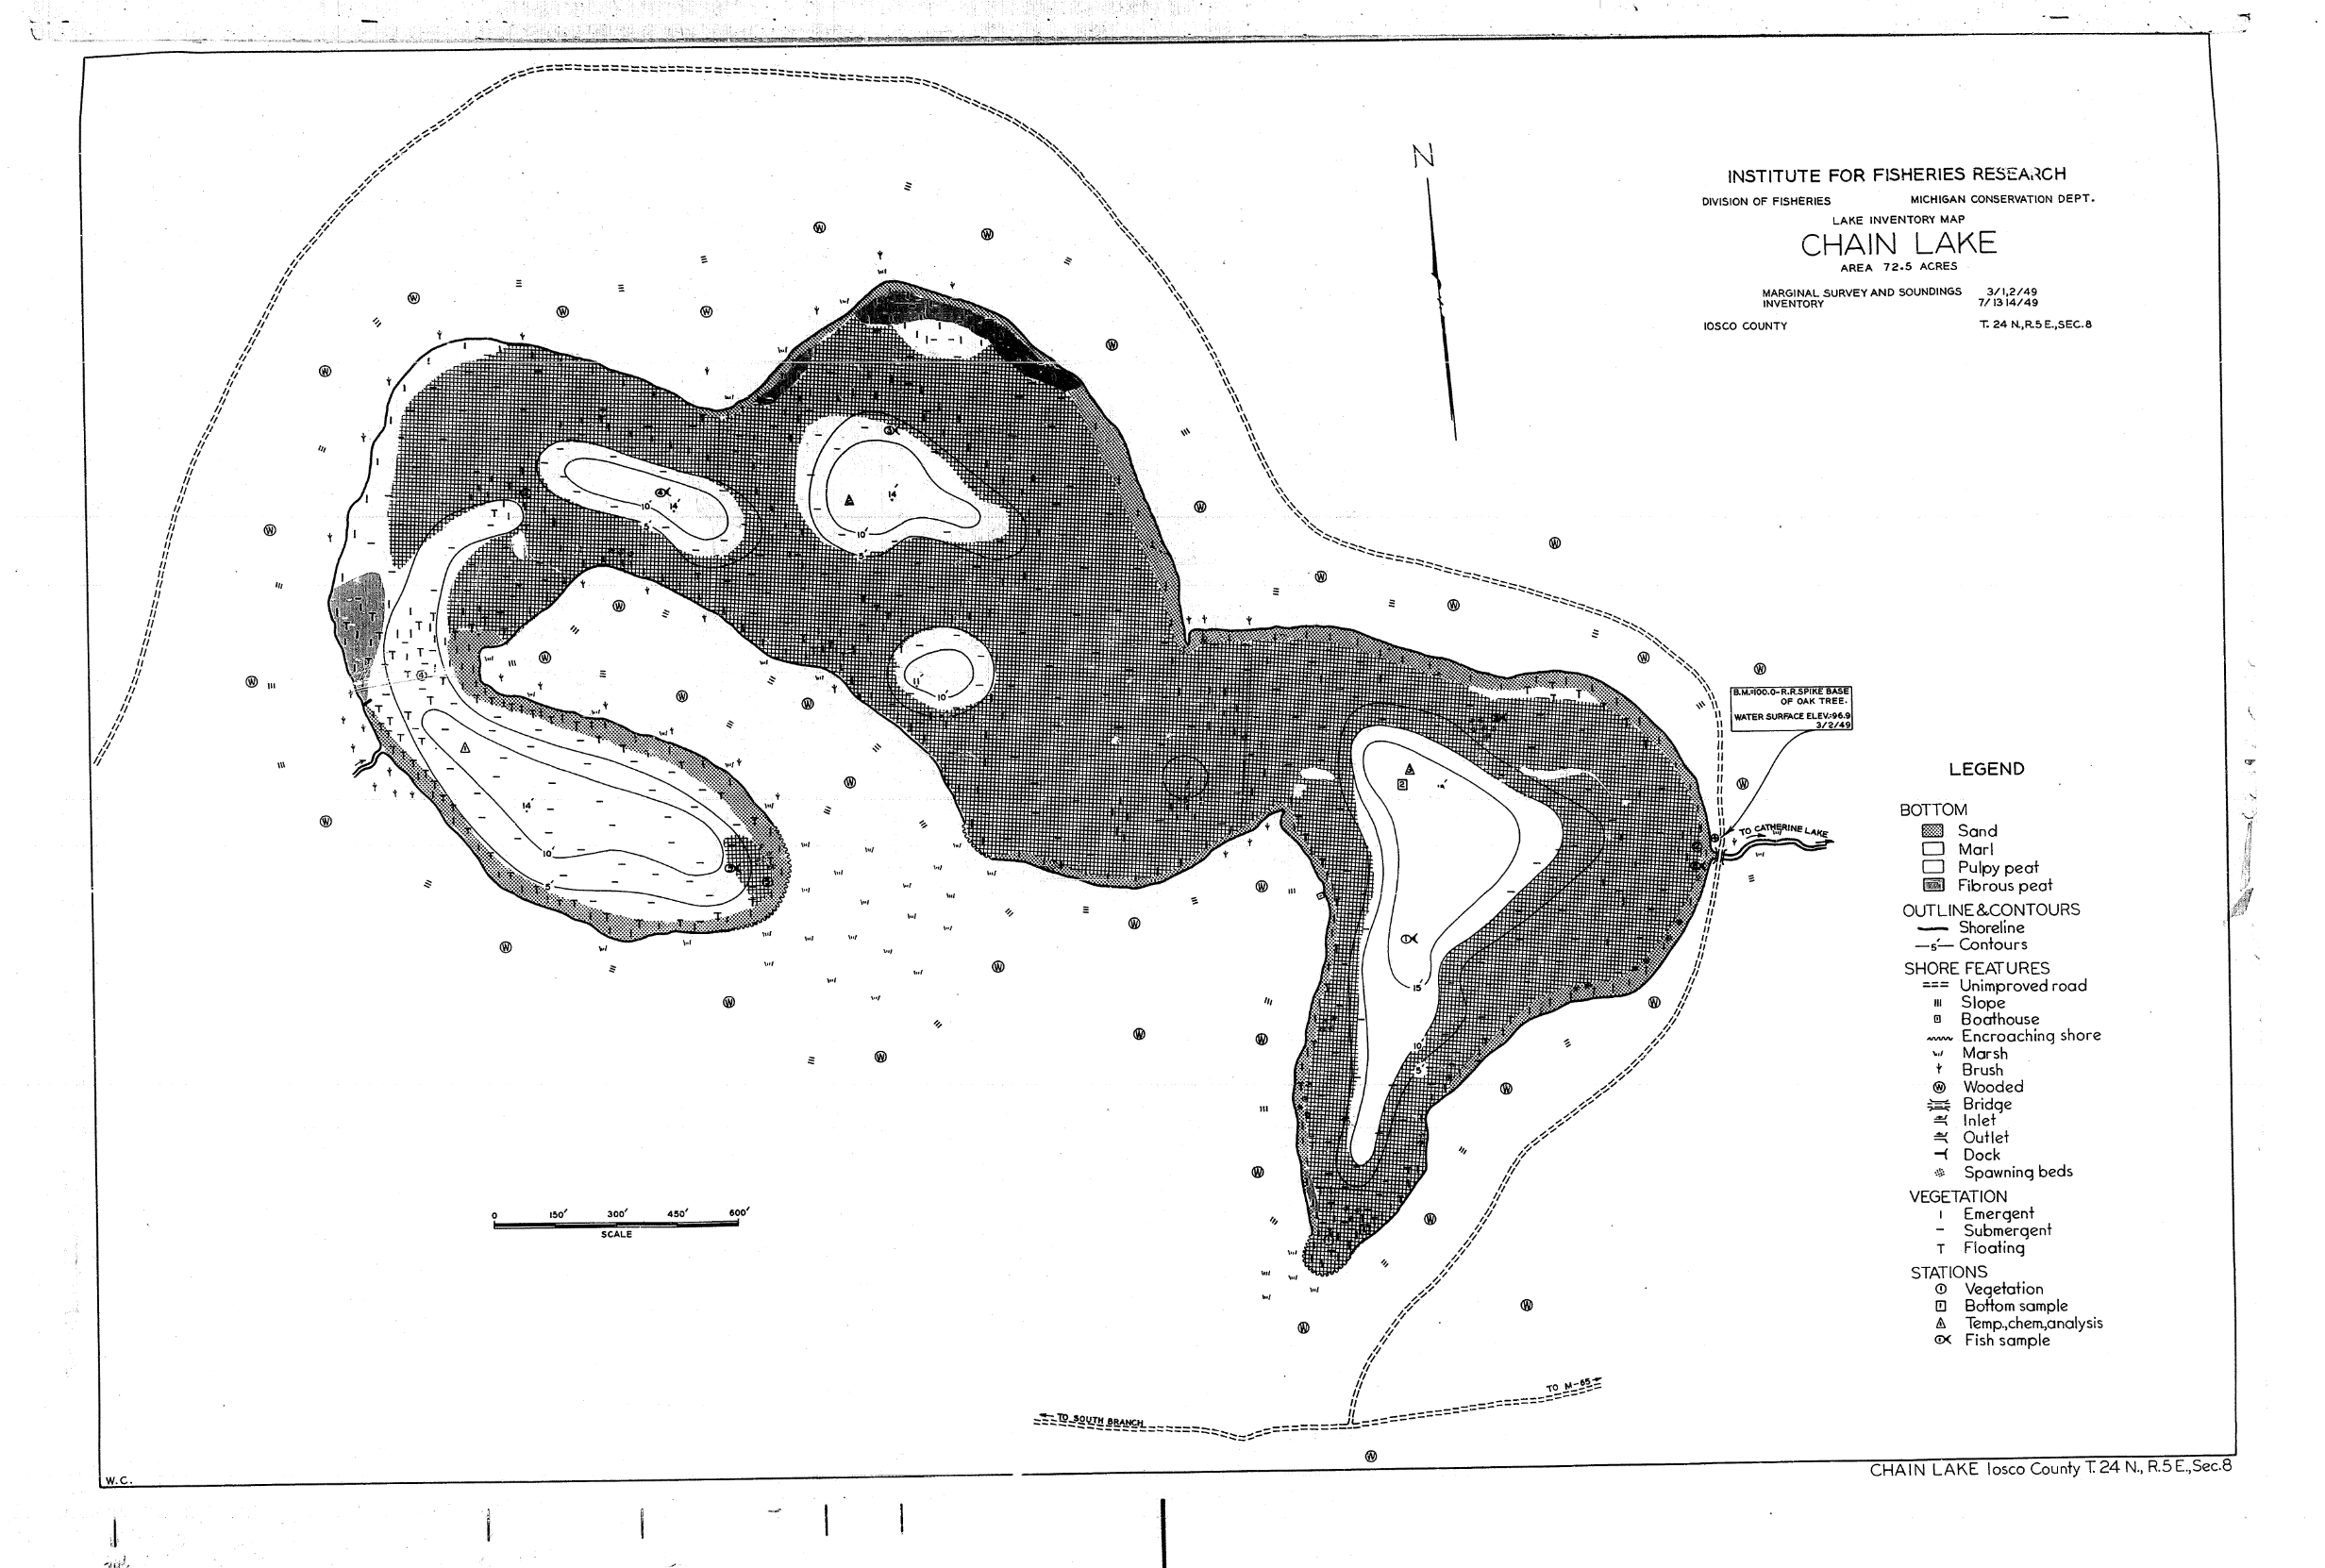 N
INSTITUTE FOR FISHERIES RESEARCH
DIVISION OF FISHERIES MICHIGAN CONSERVATION DEPT.
LAKE INVENTORY MAP
CHAIN LAKE
AREA 72.5 ACRES
MARGINAL SURVEY AND SOUNDINGS 3/1,2/49
INVENTORY 7/13 14/49
IOSCO COUNTY T. 24 N., R.5 E., SEC. 8
B.M.=100.0-R.R.SPIKE BASE
OF OAK TREE.
WATER SURFACE ELEV.=96.9
3/2/49
TO CATHERINE LAKE
14'
10'
5'
14'
10'
5'
11'
10'
14'
10'
5'
15'
10
5'
LEGEND
BOTTOM
Sand
Marl
Pulpy peat
Fibrous peat
OUTLINE & CONTOURS
Shoreline
5' Contours
SHORE FEATURES
Unimproved road
Slope
Boathouse
Encroaching shore
Marsh
Brush
W Wooded
Bridge
Inlet
Outlet
Dock
Spawning beds
VEGETATION
Emergent
Submergent
T Floating
STATIONS
1 Vegetation
1 Bottom sample
1 Temp.,chem.,analysis
1 Fish sample
0 150' 300' 450' 600'
SCALE
TO M-65
TO SOUTH BRANCH
W.C.
CHAIN LAKE Iosco County T. 24 N., R.5 E., Sec.8